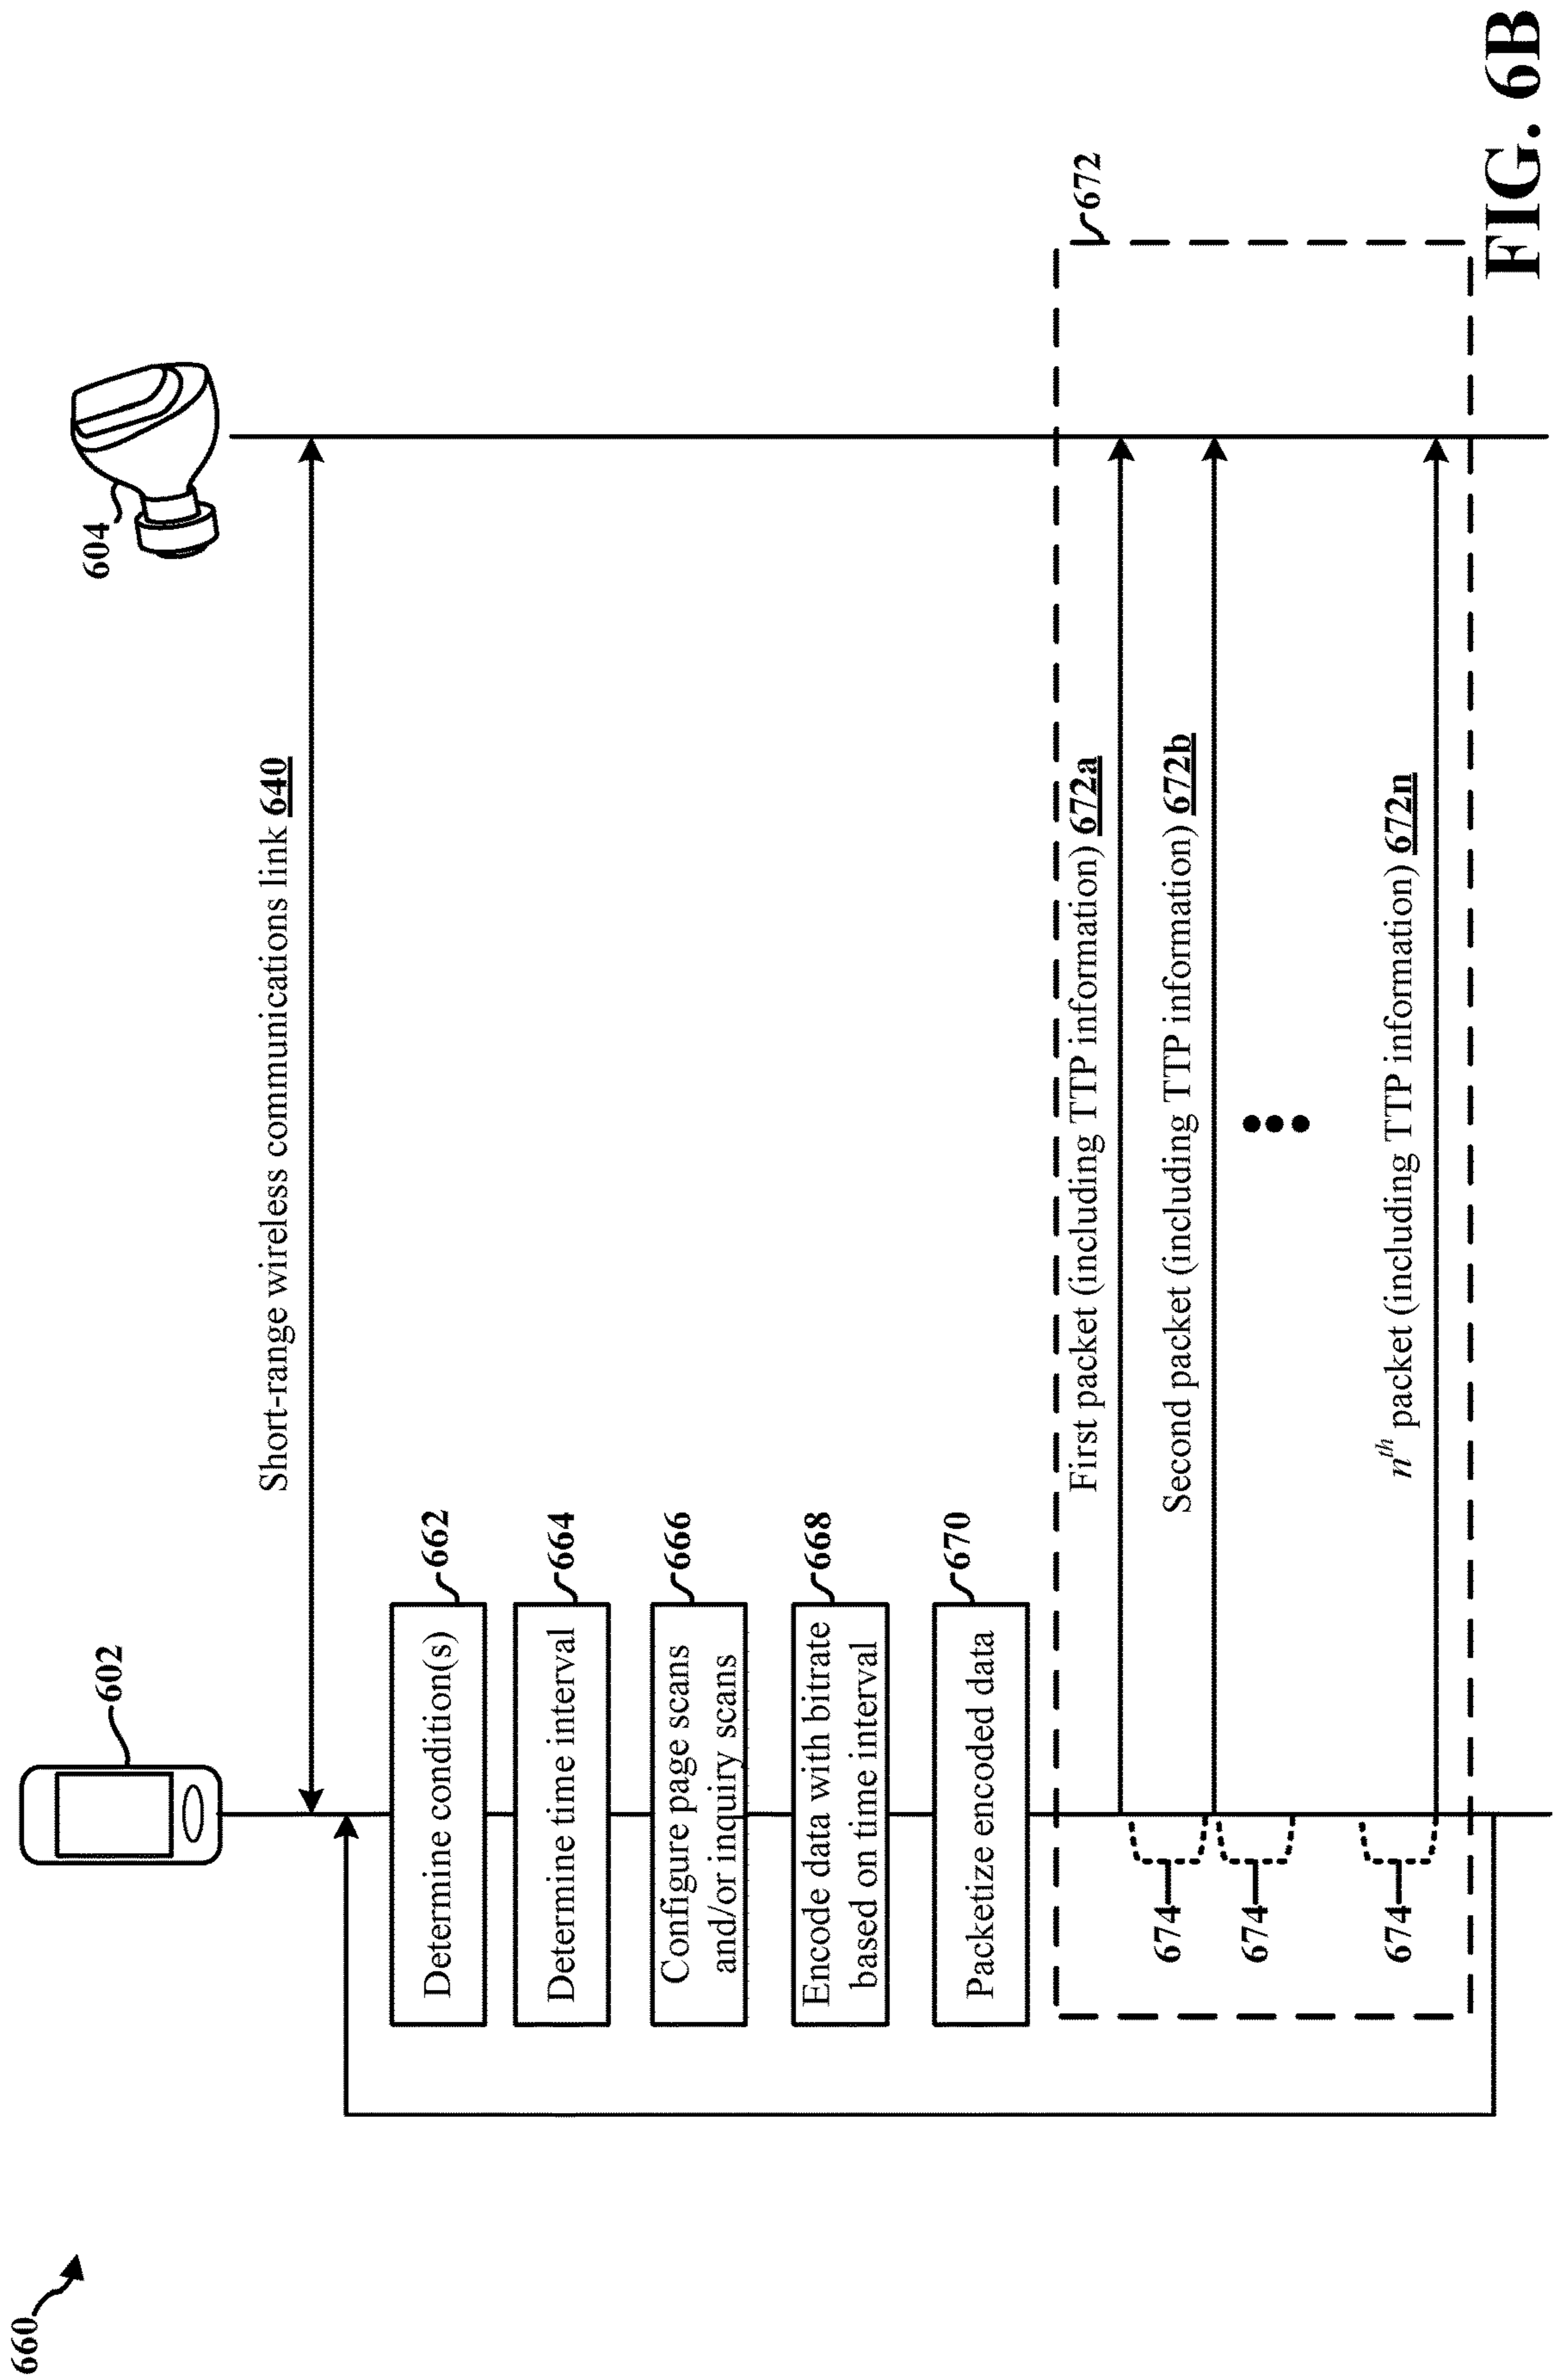 660
602
604
Short-range wireless communications link 640
Determine condition(s)
662
Determine time interval
664
Configure page scans
and/or inquiry scans
666
Encode data with bitrate
based on time interval
668
Packetize encoded data
670
672
First packet (including TTP information) 672a
674
Second packet (including TTP information) 672b
674
nth packet (including TTP information) 672n
674
FIG. 6B